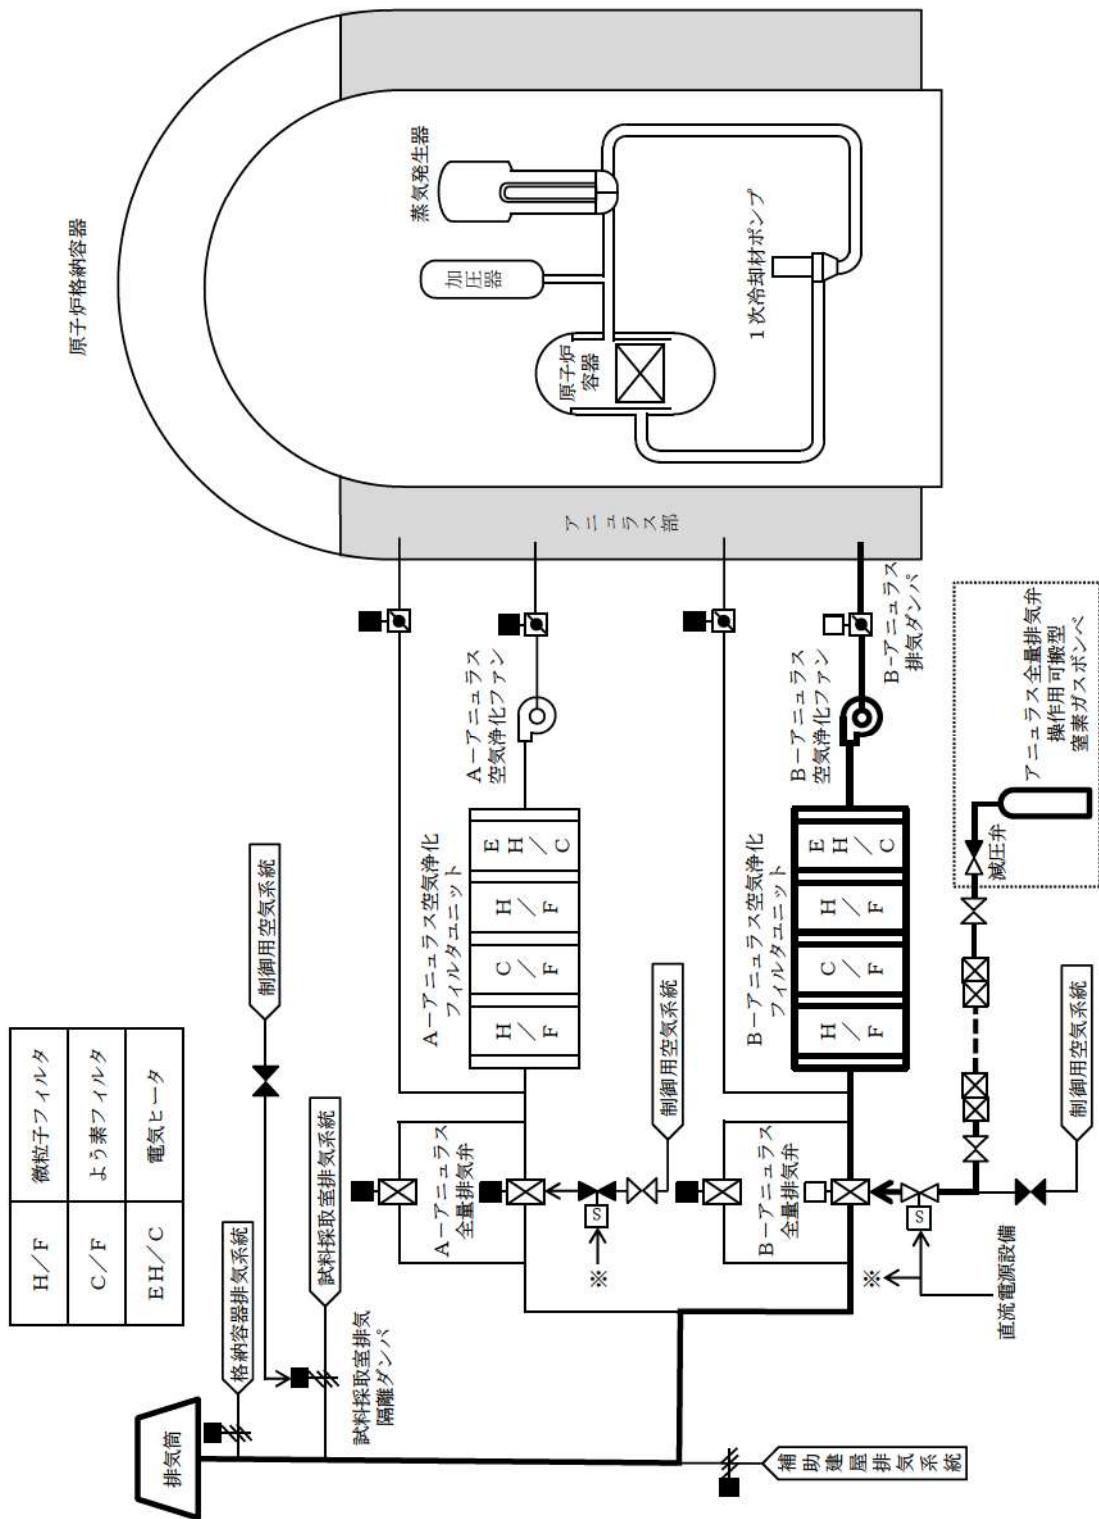 原子炉格納容器
蒸気発生器
加圧器
原子炉
容器
1次冷却材ポンプ
アニュラス部
A－アニュラス
空気浄化ファン
B－アニュラス
空気浄化ファン
B-アニュラス
排気ダンパ
A－アニュラス空気浄化
フィルタユニット
H／F
C／F
H／F
EH／C
B－アニュラス空気浄化
フィルタユニット
H／F
C／F
H／F
EH／C
アニュラス全量排気弁
操作用可搬型
窒素ガスボンベ
減圧弁
制御用空気系統
制御用空気系統
制御用空気系統
A－アニュラス
全量排気弁
B－アニュラス
全量排気弁
S
※
S
※
直流電源設備
H／F 微粒子フィルタ
C／F よう素フィルタ
EH／C 電気ヒータ
格納容器排気系統
試料採取室排気系統
試料採取室排気
隔離ダンパ
排気筒
補助建屋排気系統